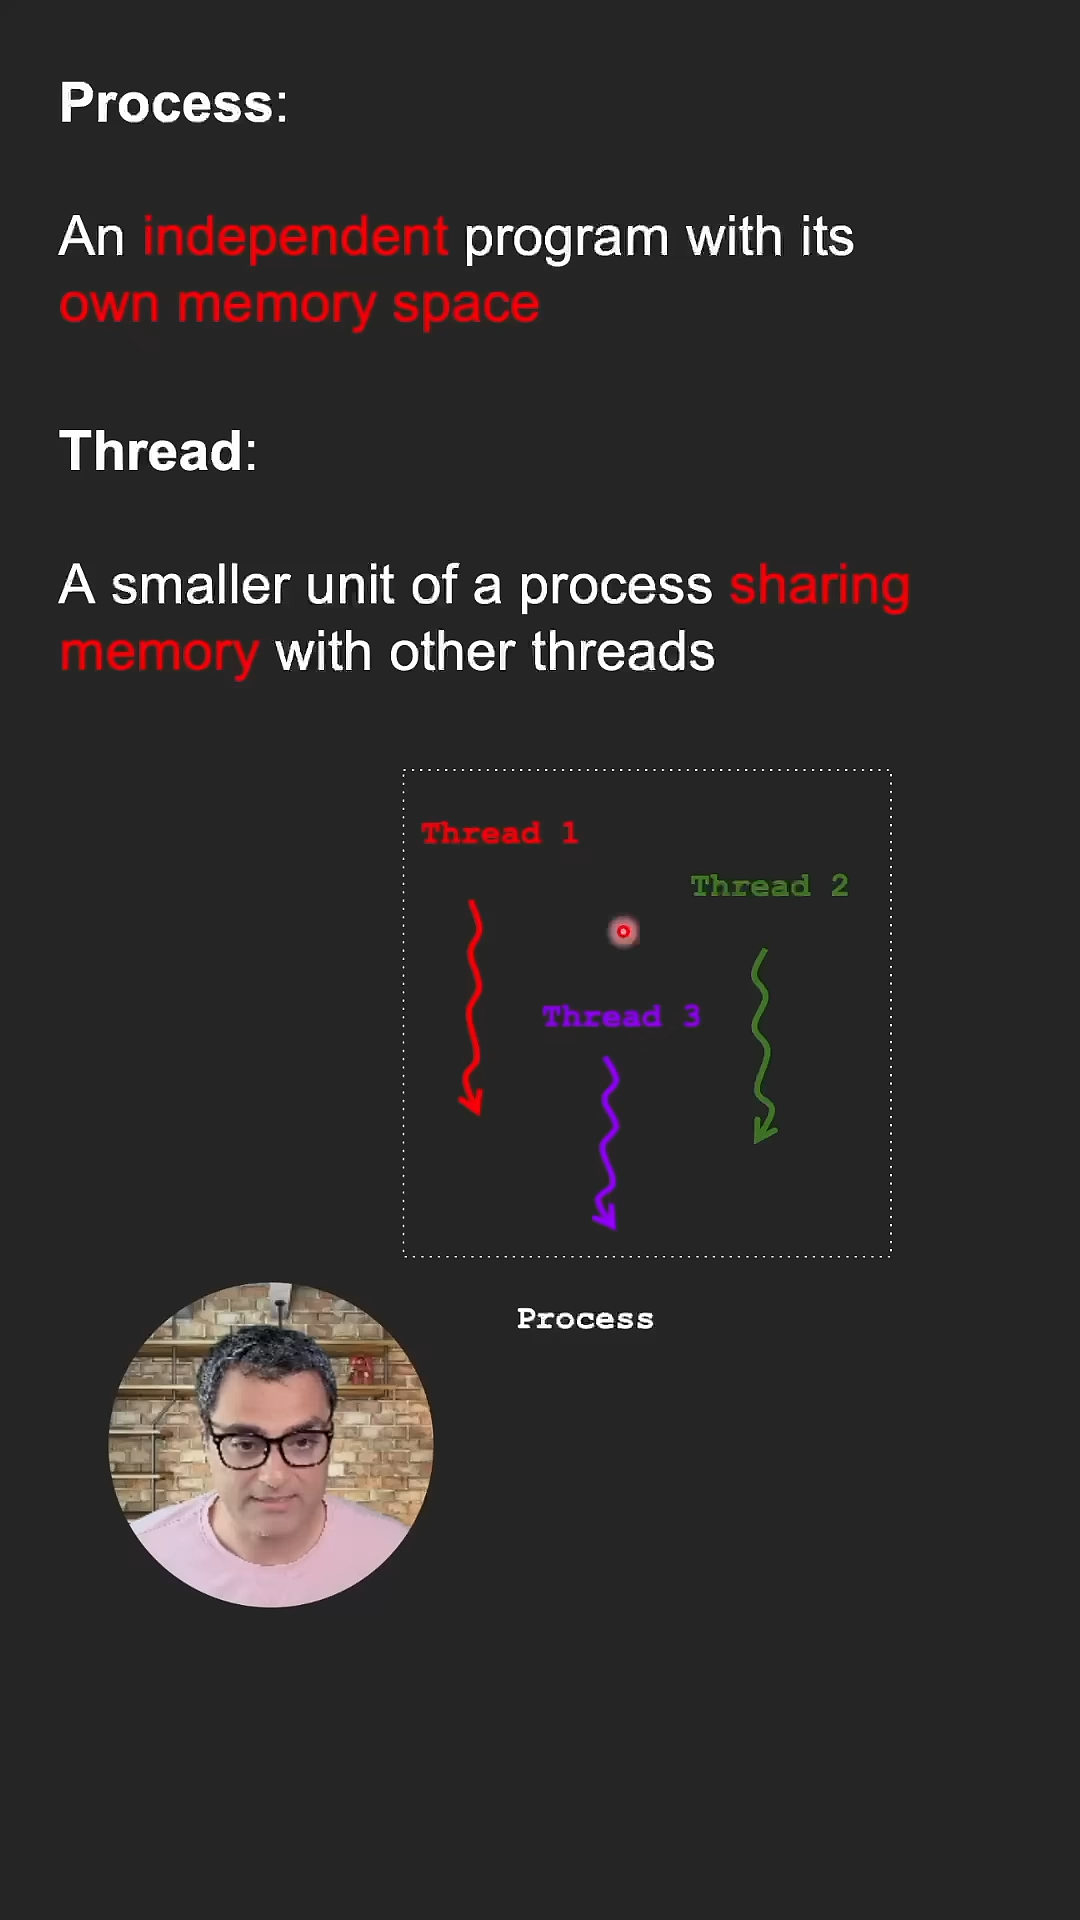 Process:
An independent program with its
own memory space
Thread:
A smaller unit of a process sharing
memory with other threads
Thread 1
Thread 2
Thread 3
Process